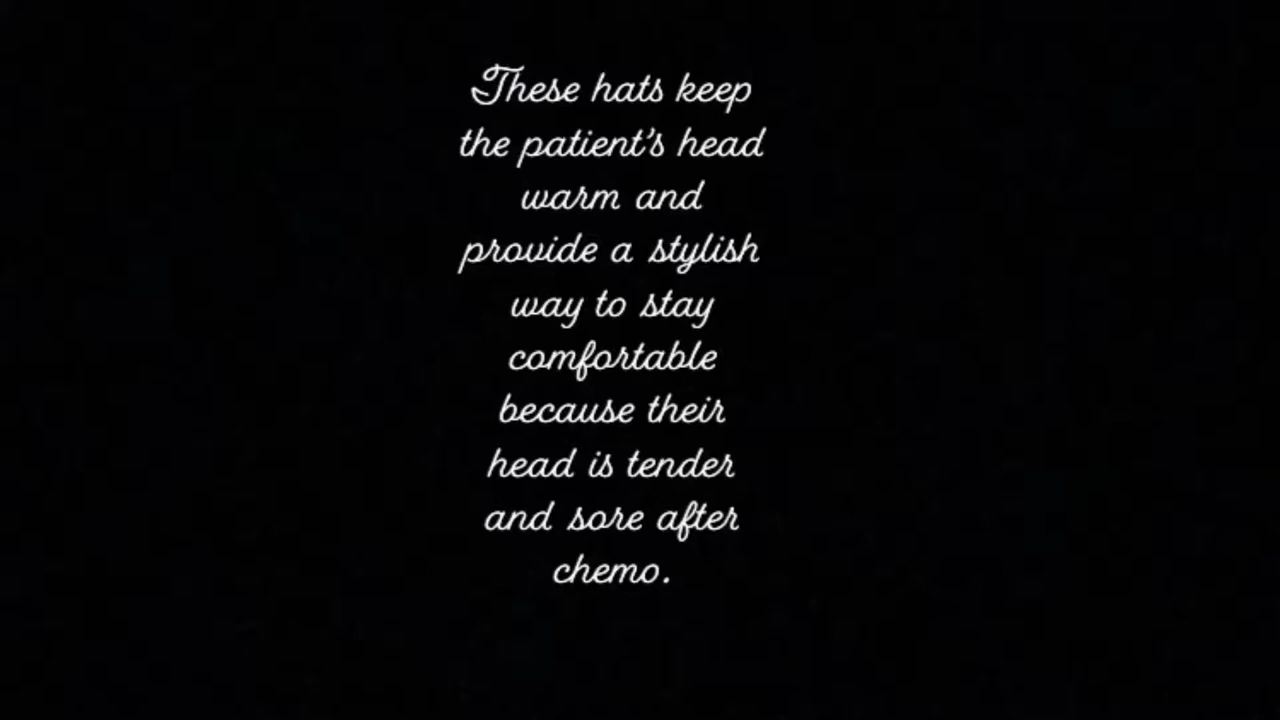 These hats keep
the patient's head
warm and
provide a stylish
way to stay
comfortable
because their
head is tender
and sore after
chemo.